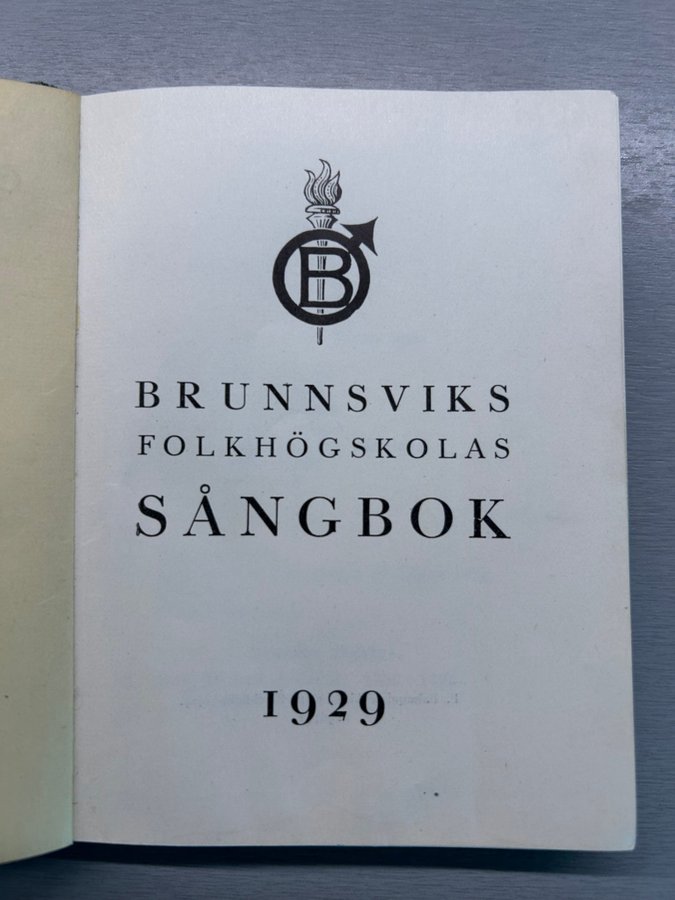 B
BRUNNSVIKS
FOLKHÖGSKOLAS
SÅNGBOK
1929